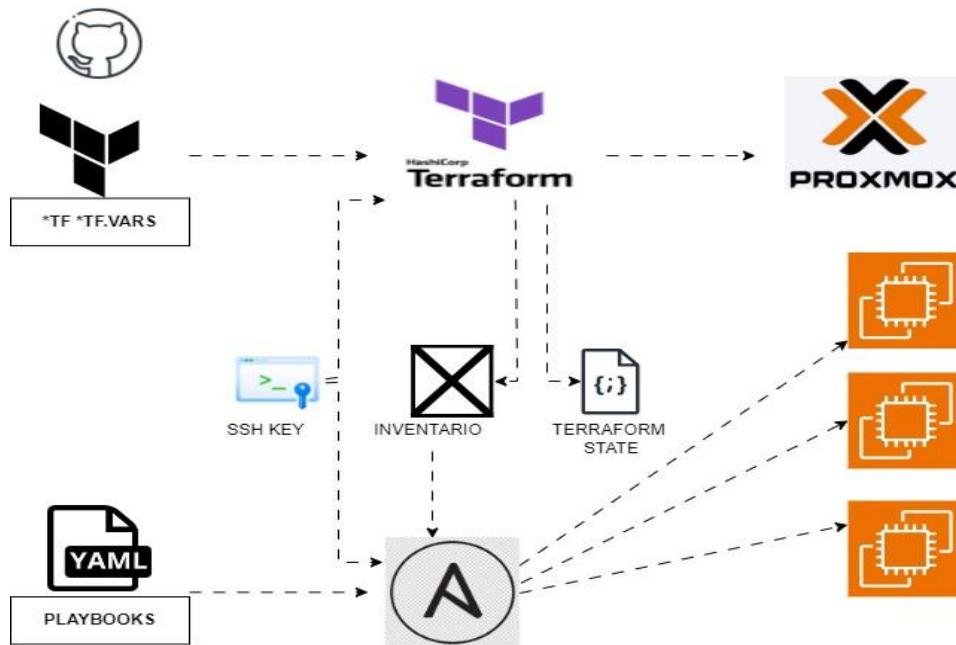 HashiCorp
Terraform
PROXMOX
*TF *TF.VARS
>_
{;}
SSH KEY
INVENTARIO
TERRAFORM
STATE
YAML
PLAYBOOKS